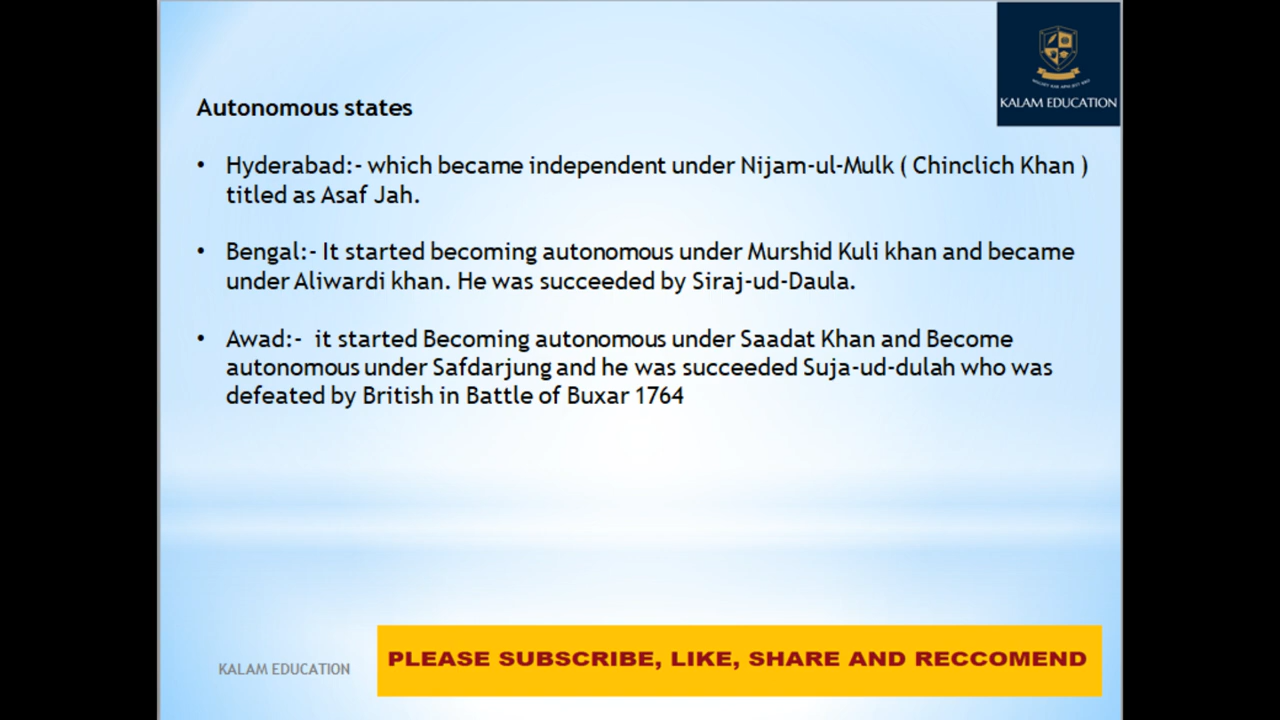 KALAM EDUCATION
Autonomous states
• Hyderabad:- which became independent under Nijam-ul-Mulk ( Chinclich Khan )
titled as Asaf Jah.
• Bengal:- It started becoming autonomous under Murshid Kuli khan and became
under Aliwardi khan. He was succeeded by Siraj-ud-Daula.
• Awad:- it started Becoming autonomous under Saadat Khan and Become
autonomous under Safdarjung and he was succeeded Suja-ud-dulah who was
defeated by British in Battle of Buxar 1764
KALAM EDUCATION
PLEASE SUBSCRIBE, LIKE, SHARE AND RECCOMEND